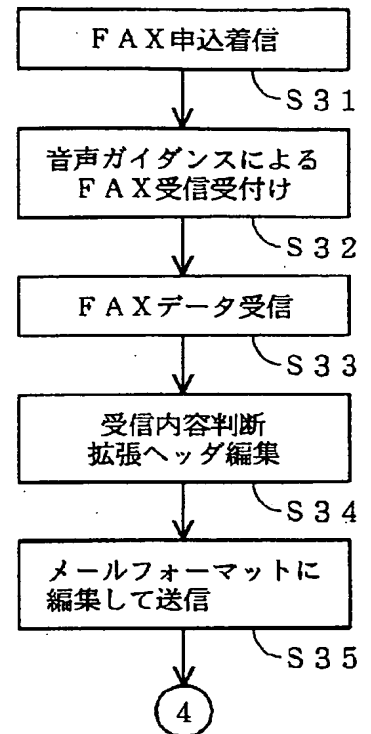 ＦＡＸ申込着信
Ｓ３１
音声ガイダンスによる
ＦＡＸ受信受付け
Ｓ３２
ＦＡＸデータ受信
Ｓ３３
受信内容判断
拡張ヘッダ編集
Ｓ３４
メールフォーマットに
編集して送信
Ｓ３５
４